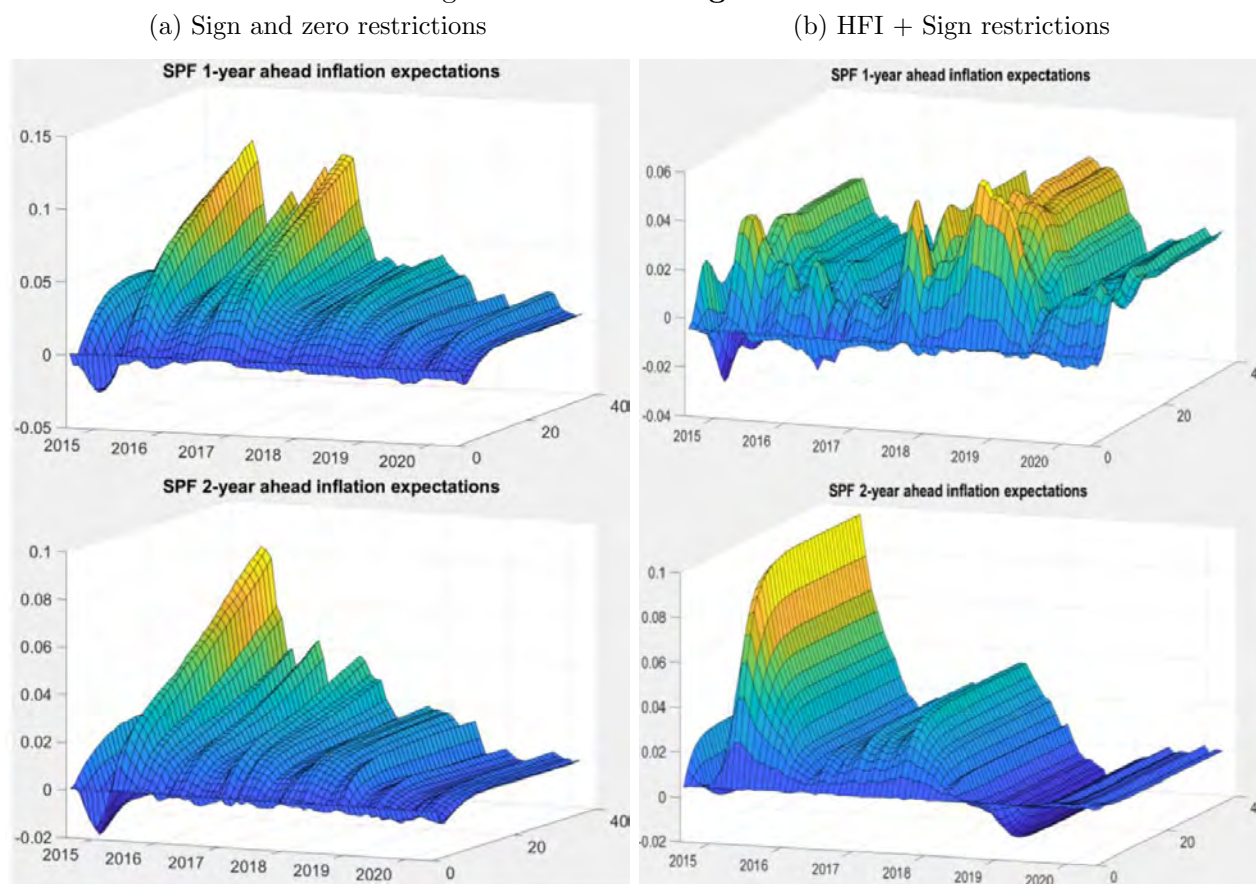 (a) Sign and zero restrictions
(b) HFI + Sign restrictions
SPF 1-year ahead inflation expectations
0.15
0.1
0.05
0
-0.05
2015 2016 2017 2018 2019 2020
0 20 40
SPF 1-year ahead inflation expectations
0.06
0.04
0.02
0
-0.02
-0.04
2015 2016 2017 2018 2019 2020
0 20 4
SPF 2-year ahead inflation expectations
0.1
0.08
0.06
0.04
0.02
0
-0.02
2015 2016 2017 2018 2019 2020
0 20 40
SPF 2-year ahead inflation expectations
0.1
0.08
0.06
0.04
0.02
0
-0.02
2015 2016 2017 2018 2019 2020
0 20 4